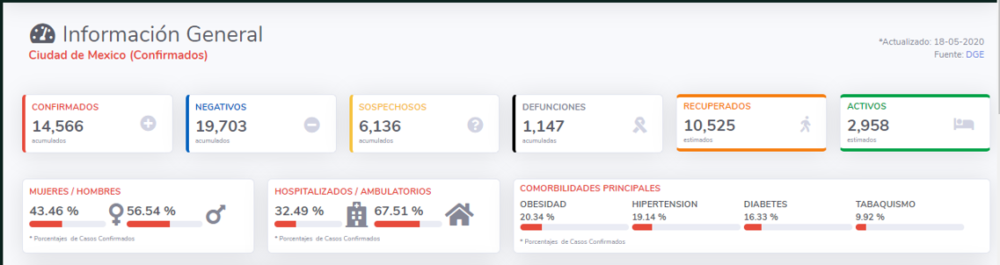 Información General
Ciudad de Mexico (Confirmados)
*Actualizado: 18-05-2020
Fuente: DGE
CONFIRMADOS
14,566
acumulados
NEGATIVOS
19,703
acumulados
SOSPECHOSOS
6,136
acumulados
DEFUNCIONES
1,147
acumuladas
RECUPERADOS
10,525
estimados
ACTIVOS
2,958
estimados
MUJERES / HOMBRES
43.46 % 56.54 %
* Porcentajes de Casos Confirmados
HOSPITALIZADOS / AMBULATORIOS
32.49 % 67.51 %
* Porcentajes de Casos Confirmados
COMORBILIDADES PRINCIPALES
OBESIDAD
20.34 %
HIPERTENSION
19.14 %
DIABETES
16.33 %
TABAQUISMO
9.92 %
* Porcentajes de Casos Confirmados